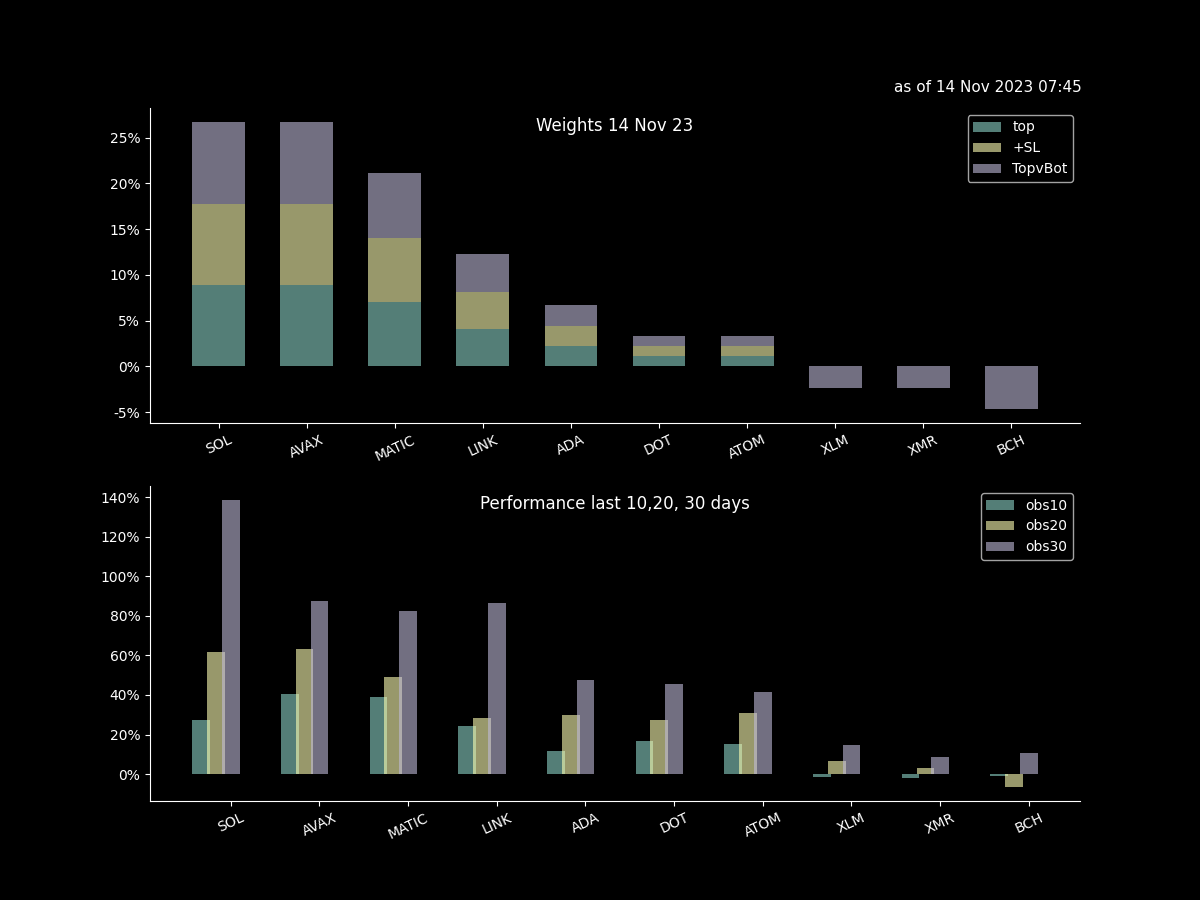 as of 14 Nov 2023 07:45
Weights 14 Nov 23
top
+SL
TopvBot
25%
20%
15%
10%
5%
0%
-5%
SOL AVAX MATIC LINK ADA DOT ATOM XLM XMR BCH
Performance last 10,20, 30 days
obs10
obs20
obs30
140%
120%
100%
80%
60%
40%
20%
0%
SOL AVAX MATIC LINK ADA DOT ATOM XLM XMR BCH